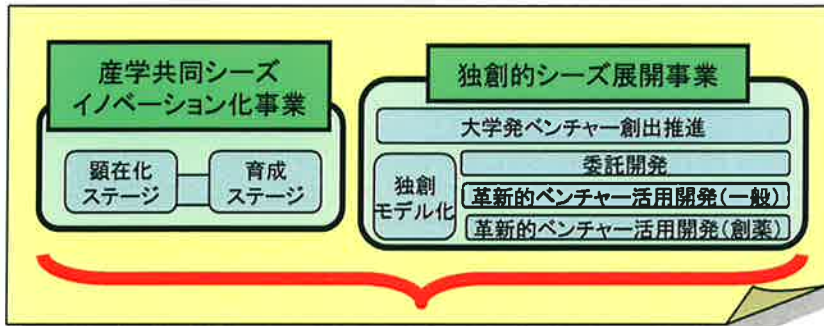 産学共同シーズ
イノベーション化事業
顕在化
ステージ
育成
ステージ
独創的シーズ展開事業
大学発ベンチャー創出推進
独創
モデル化
委託開発
革新的ベンチャー活用開発(一般)
革新的ベンチャー活用開発(創薬)